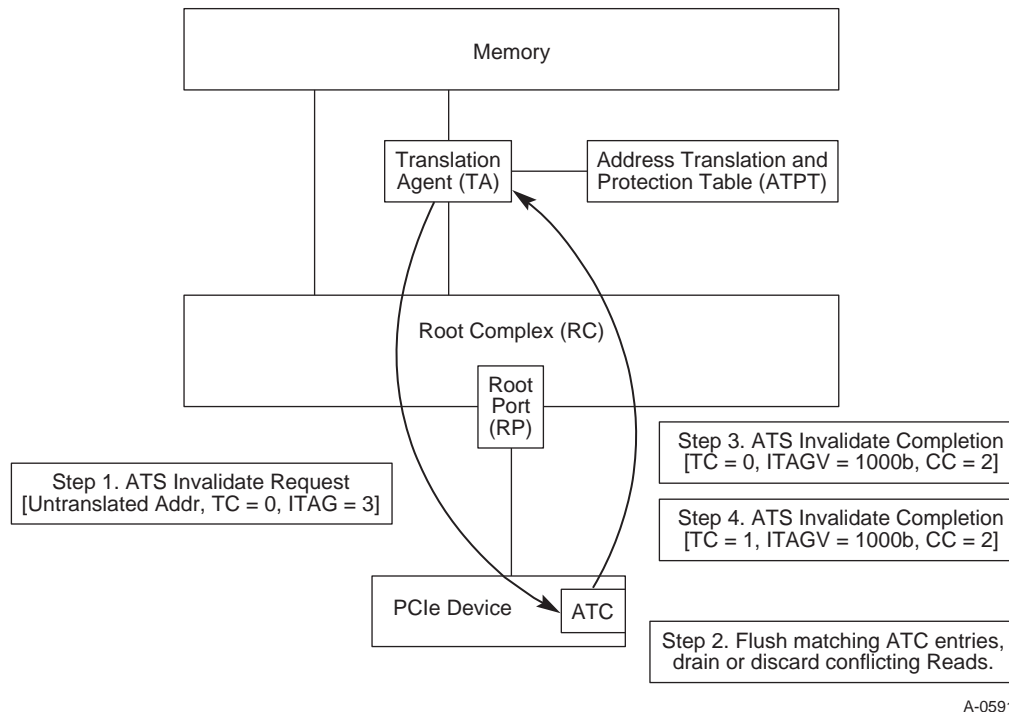 Memory
Translation
Agent (TA)
Address Translation and
Protection Table (ATPT)
Root Complex (RC)
Root
Port
(RP)
Step 1. ATS Invalidate Request
[Untranslated Addr, TC = 0, ITAG = 3]
Step 3. ATS Invalidate Completion
[TC = 0, ITAGV = 1000b, CC = 2]
Step 4. ATS Invalidate Completion
[TC = 1, ITAGV = 1000b, CC = 2]
PCIe Device
ATC
Step 2. Flush matching ATC entries,
drain or discard conflicting Reads.
A-0591